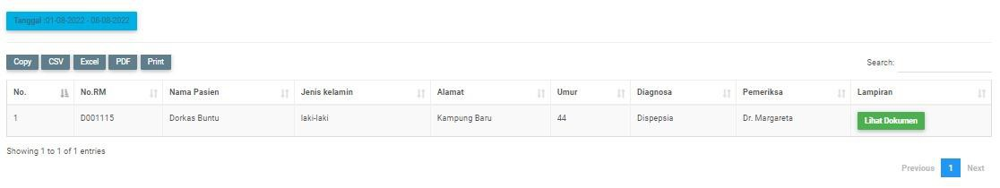 Tanggal :01-08-2022 - 08-08-2022
Copy CSV Excel PDF Print
Search:
No. No.RM Nama Pasien Jenis kelamin Alamat Umur Diagnosa Pemeriksa Lampiran
1 D001115 Dorkas Buntu laki-laki Kampung Baru 44 Dispepsia Dr. Margareta Lihat Dokumen
Showing 1 to 1 of 1 entries
Previous 1 Next